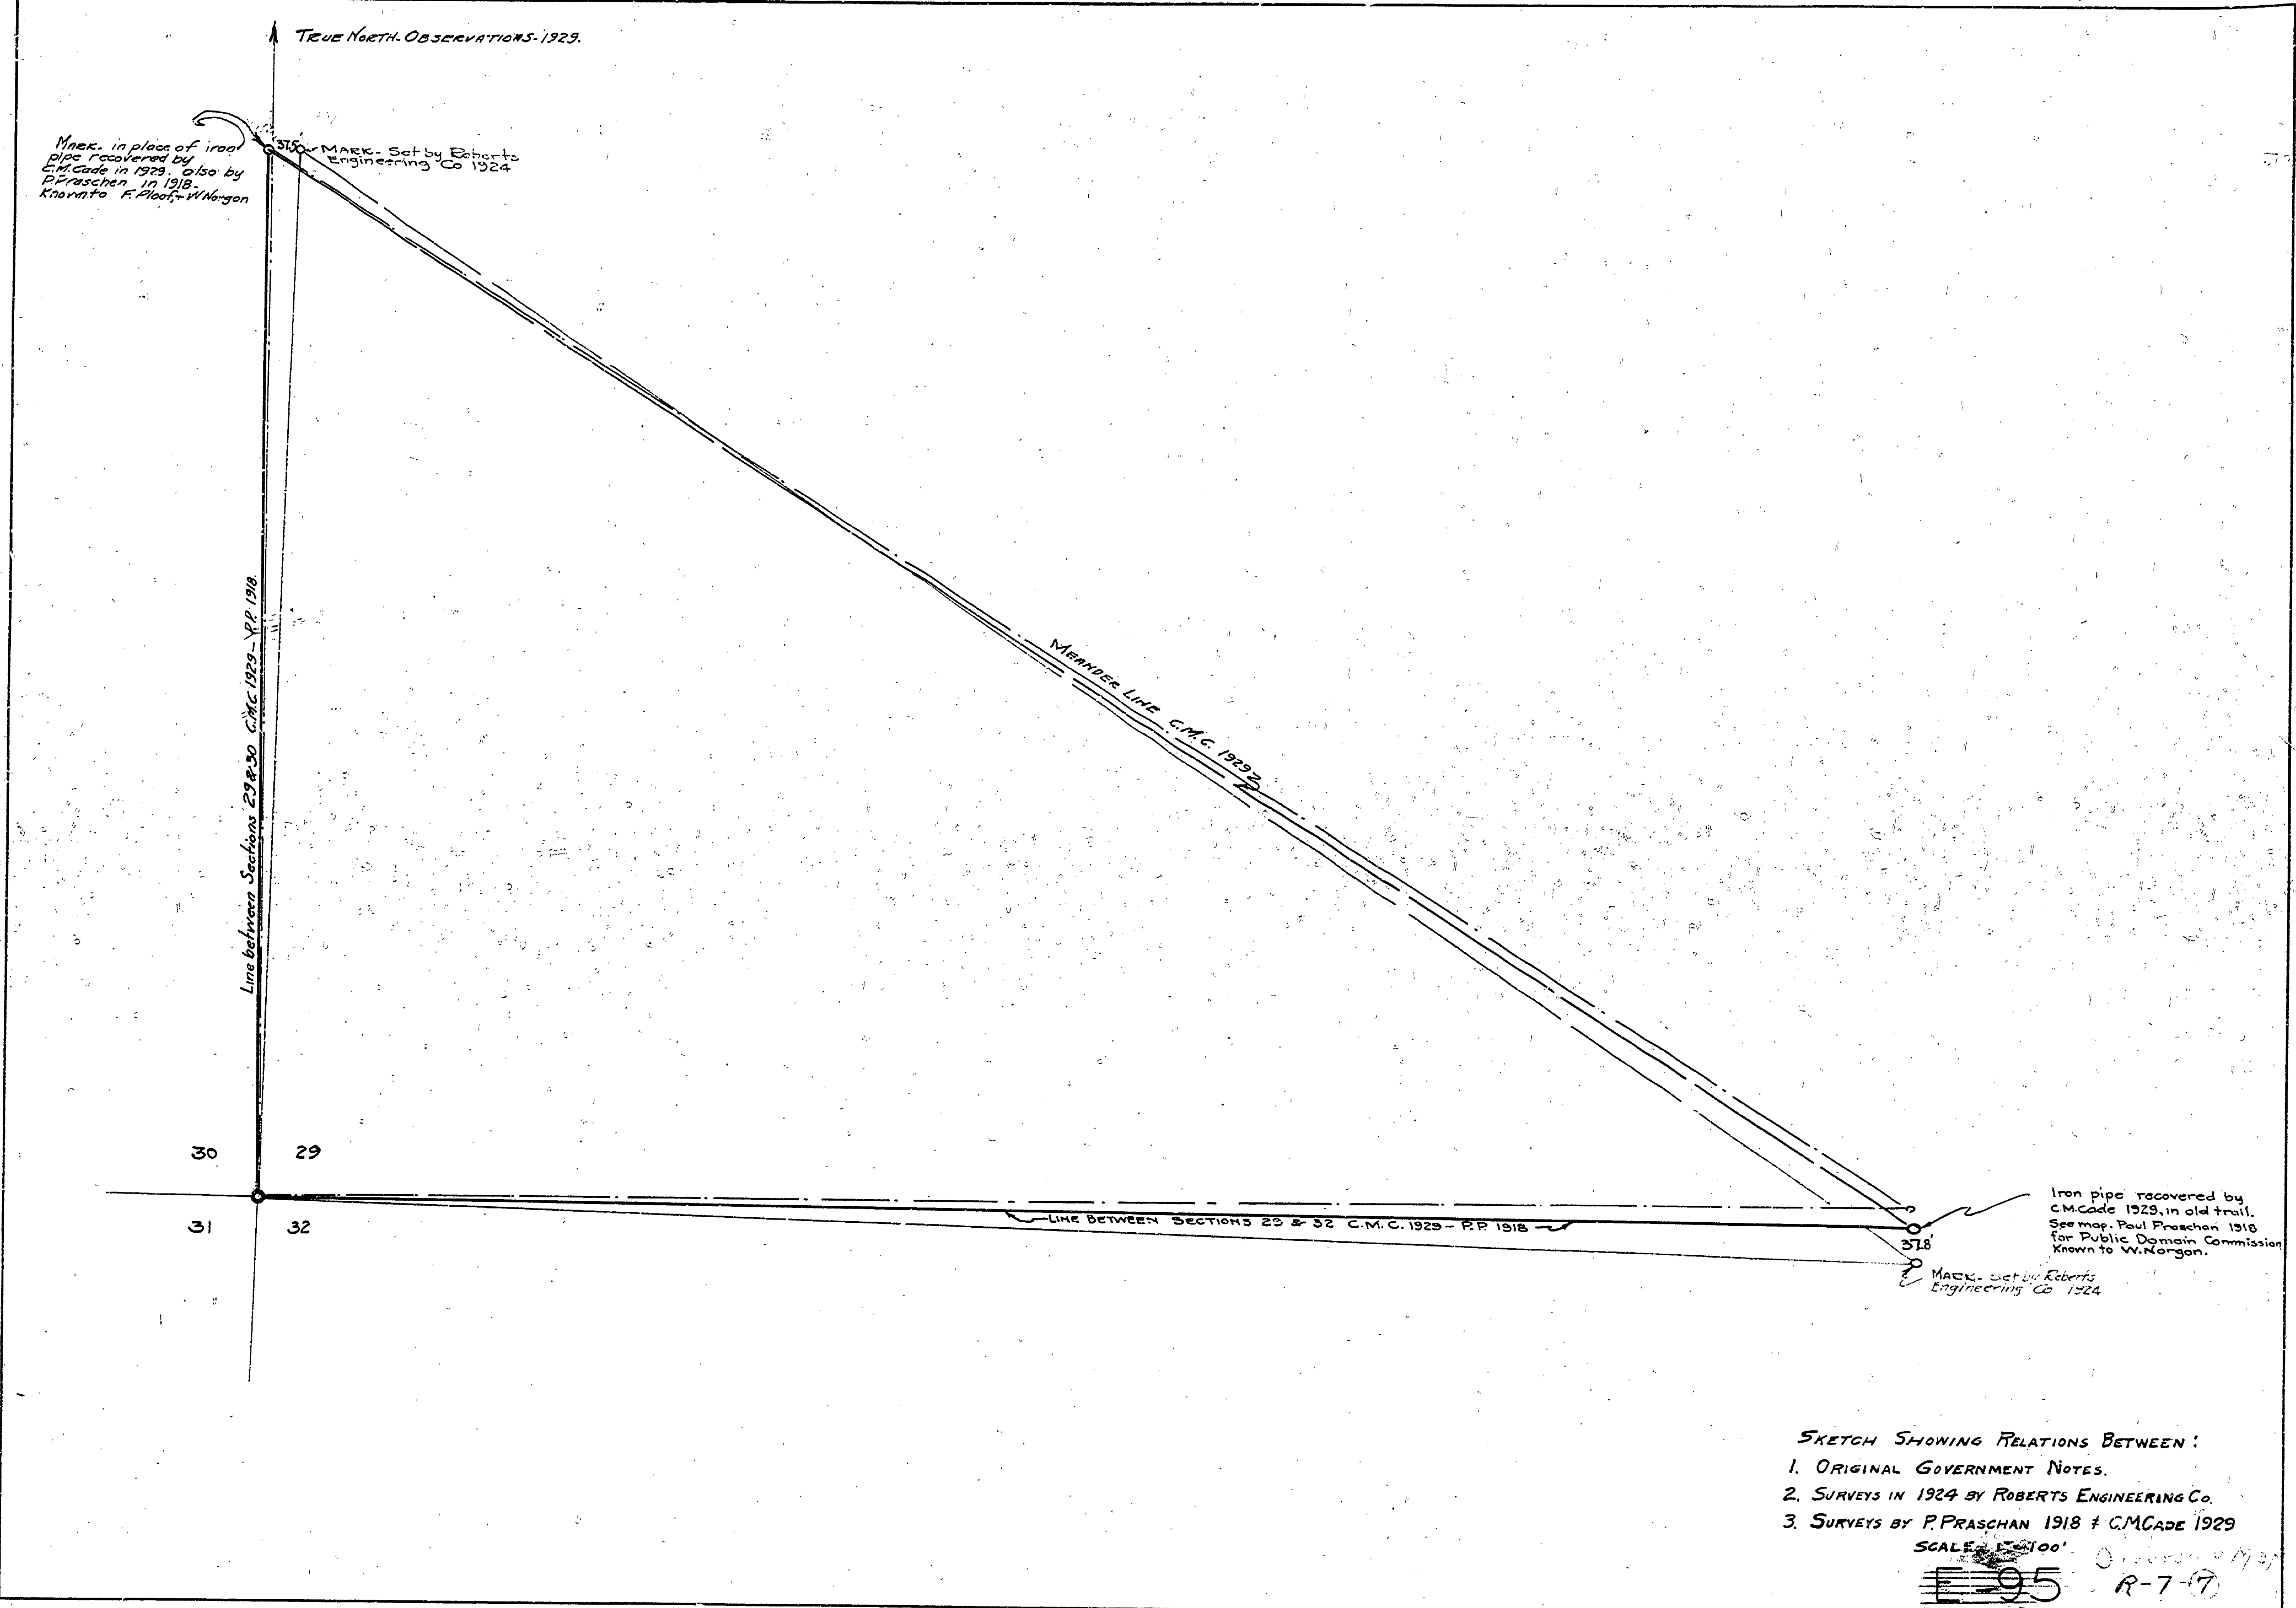 TRUE NORTH-OBSERVATIONS-1929.
MARK- in place of iron
pipe recovered by
C.M.Cade in 1929. also by
P.Praschen in 1918-
Known to F. Ploof,+ W Norgon
37.5'
MARK- Set by Roberts
Engineering Co 1924
Line between Sections 29 & 30 C.M.C. 1929 - P.P. 1918.
MEANDER LINE C.M.C. 1929
30
29
31
32
LINE BETWEEN SECTIONS 29 & 32 C.M.C. 1929 - P.P. 1918
Iron pipe recovered by
C.M.Cade 1929, in old trail.
See map. Paul Praschan 1918
for Public Domain Commission
Known to W.Norgon.
37.8'
MARK- Set by Roberts
Engineering Co 1924
SKETCH SHOWING RELATIONS BETWEEN:
1. ORIGINAL GOVERNMENT NOTES.
2. SURVEYS IN 1924 BY ROBERTS ENGINEERING CO.
3. SURVEYS BY P. PRASCHAN 1918 & C.M.CADE 1929
SCALE 1"=100'
E-95
R-7-17